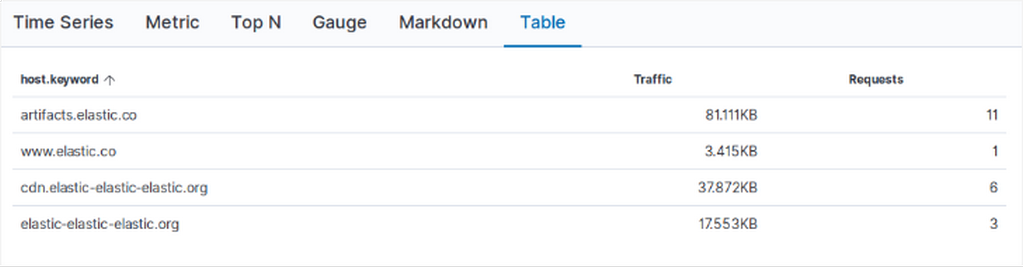 Time Series Metric Top N Gauge Markdown Table
host.keyword ↑ Traffic Requests
artifacts.elastic.co 81.111KB 11
www.elastic.co 3.415KB 1
cdn.elastic-elastic-elastic.org 37.872KB 6
elastic-elastic-elastic.org 17.553KB 3